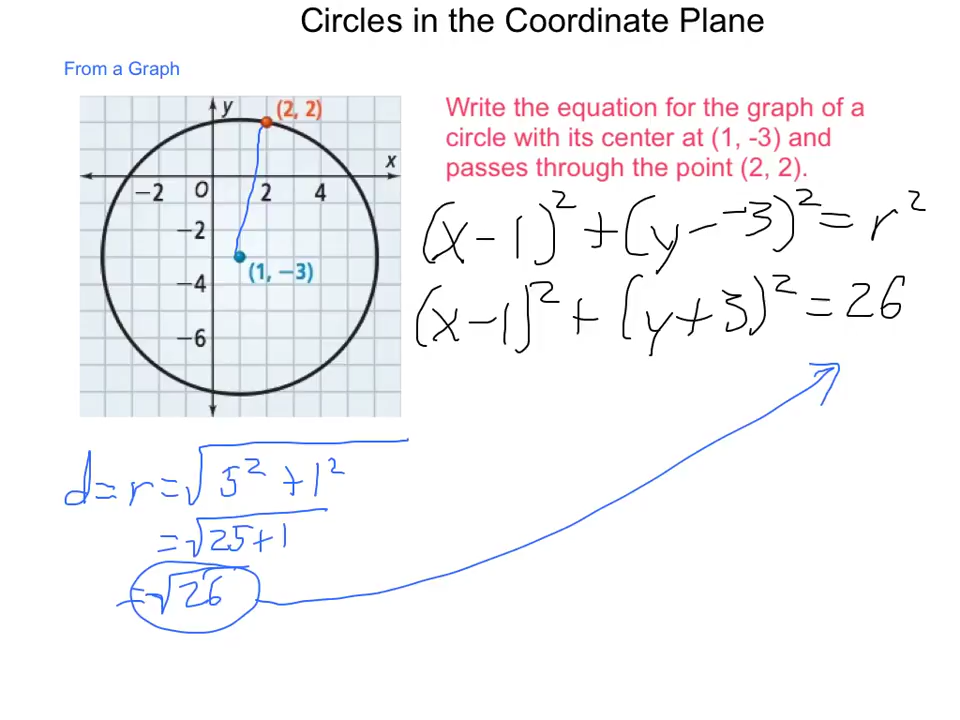 Circles in the Coordinate Plane
From a Graph
y
(2, 2)
x
−2 O 2 4
−2
(1, −3)
−4
−6
Write the equation for the graph of a
circle with its center at (1, -3) and
passes through the point (2, 2).
(x-1)² + (y--3)² = r²
(x-1)² + (y+3)² = 26
d=r=√5²+1²
=√25+1
=√26